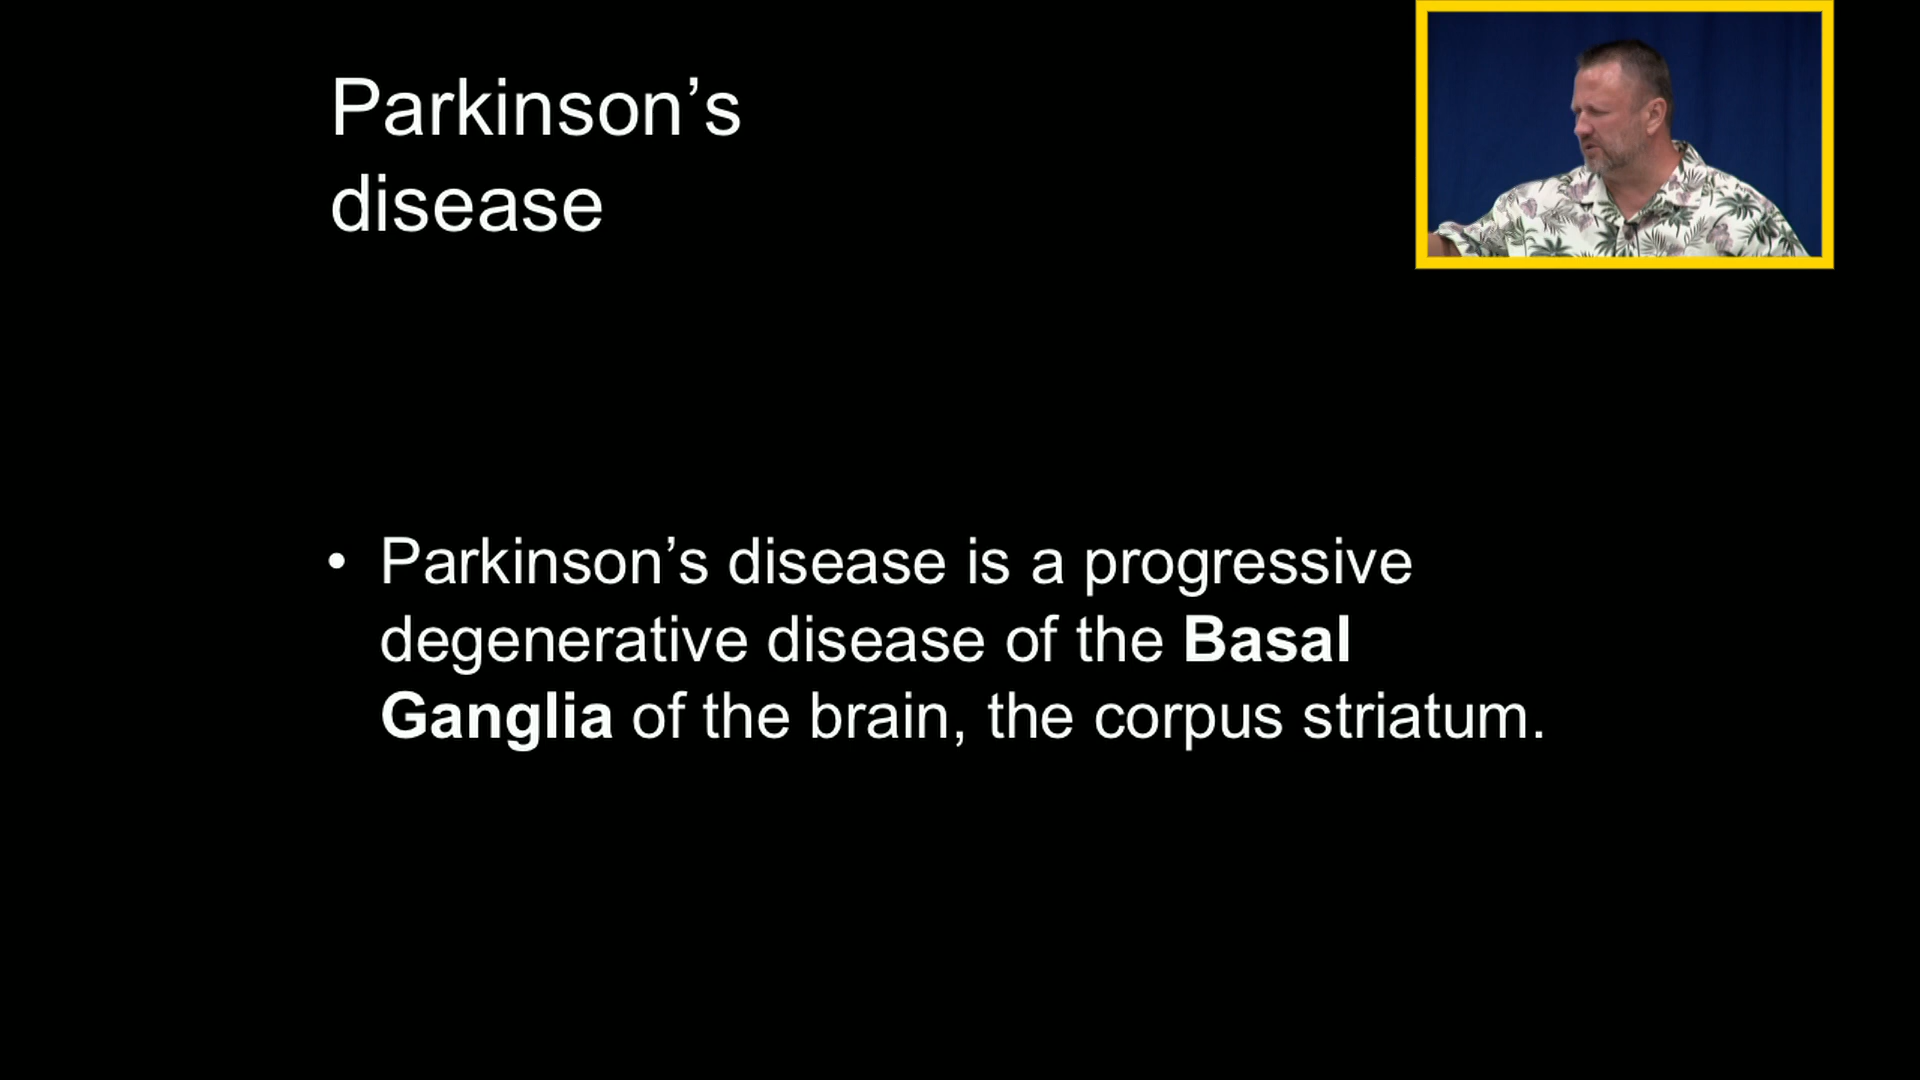 Parkinson’s
disease
• Parkinson’s disease is a progressive
degenerative disease of the Basal
Ganglia of the brain, the corpus striatum.